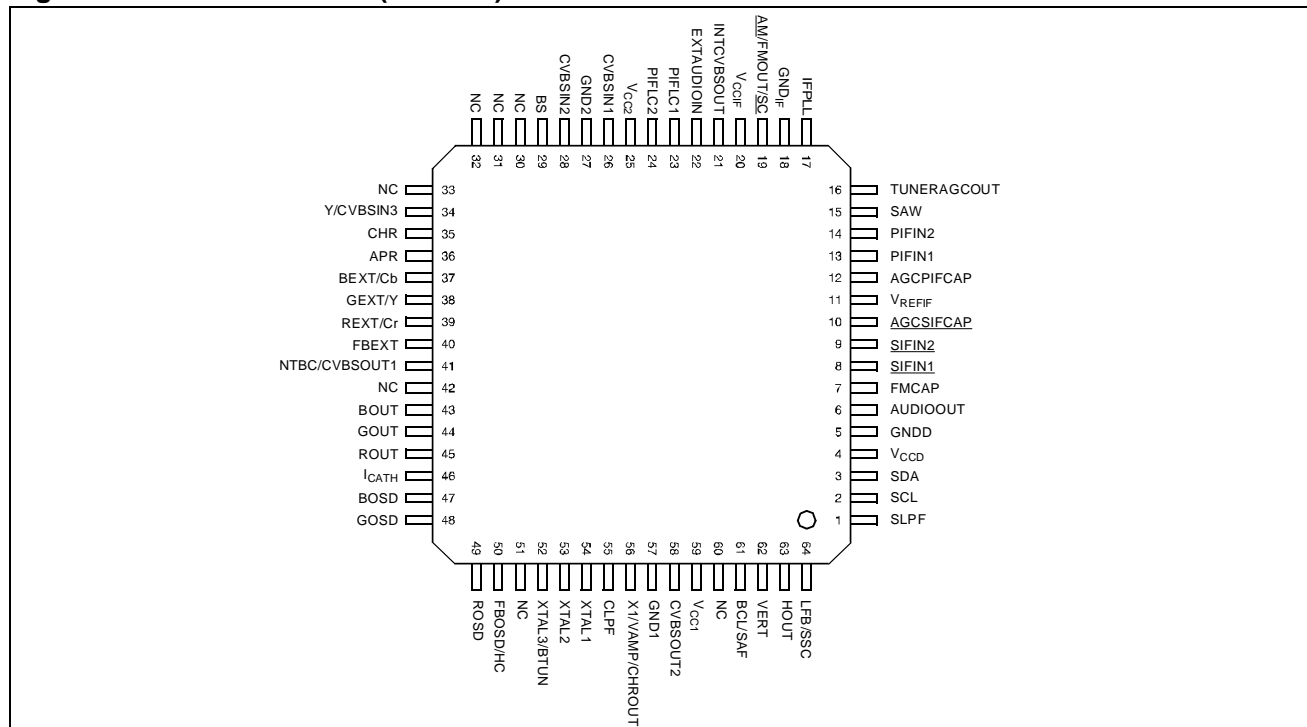 NC
NC
NC
BS
CVBSIN2
GND2
CVBSIN1
VCC2
PIFLC2
PIFLC1
EXTAUDIOIN
INTCVBSOUT
VCCIF
AM/FMOUT/SC
GNDIF
IFPLL
32
31
30
29
28
27
26
25
24
23
22
21
20
19
18
17
NC 33
Y/CVBSIN3 34
CHR 35
APR 36
BEXT/Cb 37
GEXT/Y 38
REXT/Cr 39
FBEXT 40
NTBC/CVBSOUT1 41
NC 42
BOUT 43
GOUT 44
ROUT 45
ICATH 46
BOSD 47
GOSD 48
16 TUNERAGCOUT
15 SAW
14 PIFIN2
13 PIFIN1
12 AGCPIFCAP
11 VREFIF
10 AGCSIFCAP
9 SIFIN2
8 SIFIN1
7 FMCAP
6 AUDIOOUT
5 GNDD
4 VCCD
3 SDA
2 SCL
1 SLPF
49
50
51
52
53
54
55
56
57
58
59
60
61
62
63
64
ROSD
FBOSD/HC
NC
XTAL3/BTUN
XTAL2
XTAL1
CLPF
X1/VAMP/CHROUT
GND1
CVBSOUT2
VCC1
NC
BCL/SAF
VERT
HOUT
LFB/SSC